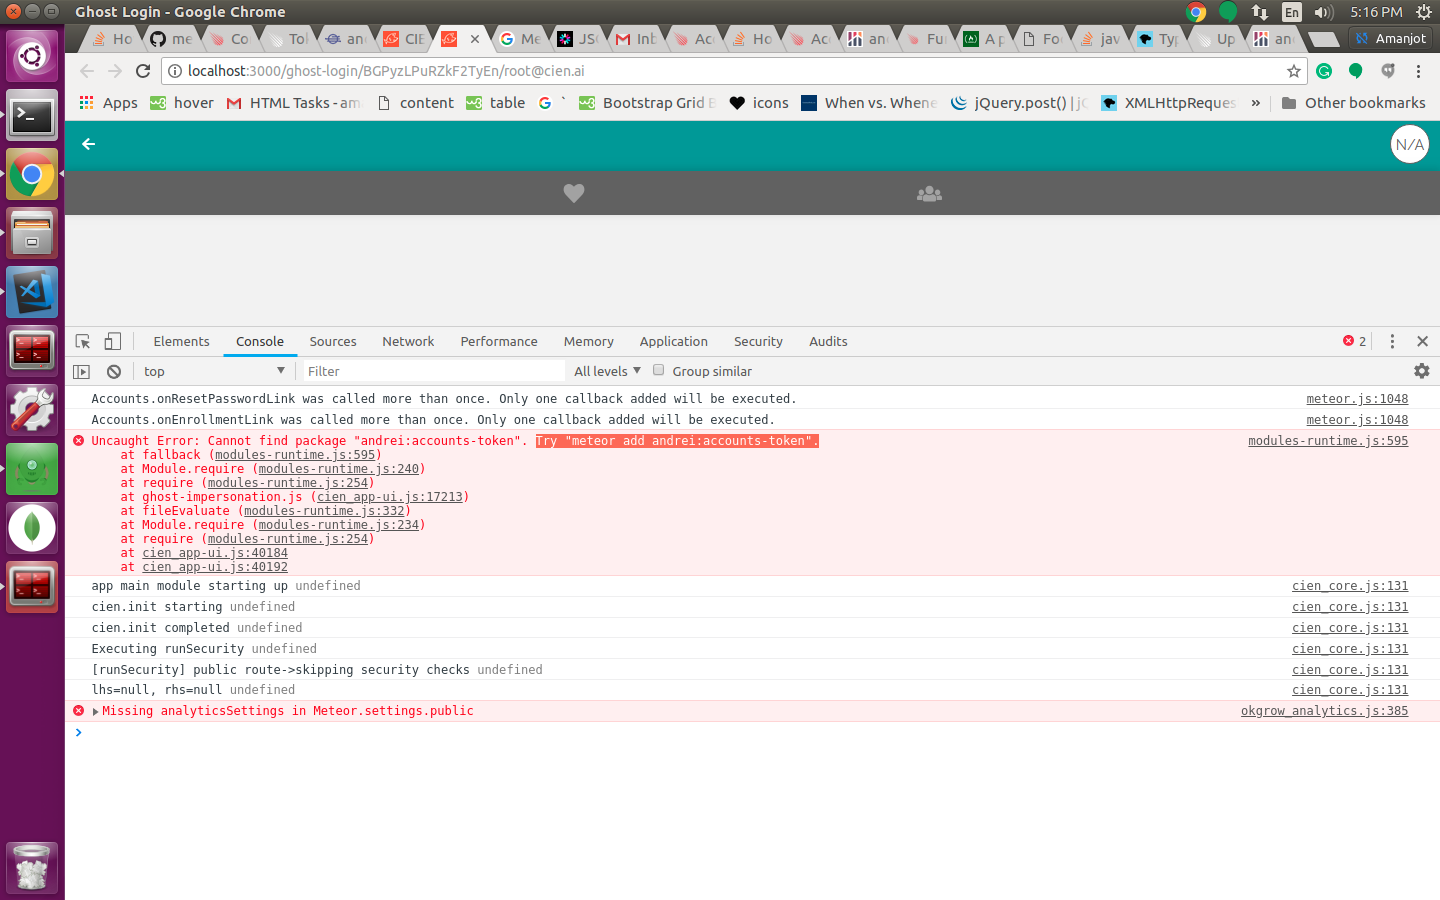 Ghost Login - Google Chrome
En
5:16 PM
Ho
me
Co
Tol
an
CIE
Me
JSO
Inb
Acc
Ho
Acc
an
Fu
A p
Fo
jav
Typ
Up
an
Amanjot
localhost:3000/ghost-login/BGPyzLPuRZkF2TyEn/root@cien.ai
Apps
hover
HTML Tasks - am
content
table
`
Bootstrap Grid B
icons
When vs. Whene
jQuery.post() | jQ
XMLHttpReques
»
Other bookmarks
N/A
Elements
Console
Sources
Network
Performance
Memory
Application
Security
Audits
2
top
Filter
All levels
Group similar
Accounts.onResetPasswordLink was called more than once. Only one callback added will be executed. meteor.js:1048
Accounts.onEnrollmentLink was called more than once. Only one callback added will be executed. meteor.js:1048
Uncaught Error: Cannot find package "andrei:accounts-token". Try "meteor add andrei:accounts-token". modules-runtime.js:595
at fallback (modules-runtime.js:595)
at Module.require (modules-runtime.js:240)
at require (modules-runtime.js:254)
at ghost-impersonation.js (cien_app-ui.js:17213)
at fileEvaluate (modules-runtime.js:332)
at Module.require (modules-runtime.js:234)
at require (modules-runtime.js:254)
at cien_app-ui.js:40184
at cien_app-ui.js:40192
app main module starting up undefined cien_core.js:131
cien.init starting undefined cien_core.js:131
cien.init completed undefined cien_core.js:131
Executing runSecurity undefined cien_core.js:131
[runSecurity] public route->skipping security checks undefined cien_core.js:131
lhs=null, rhs=null undefined cien_core.js:131
Missing analyticsSettings in Meteor.settings.public okgrow_analytics.js:385